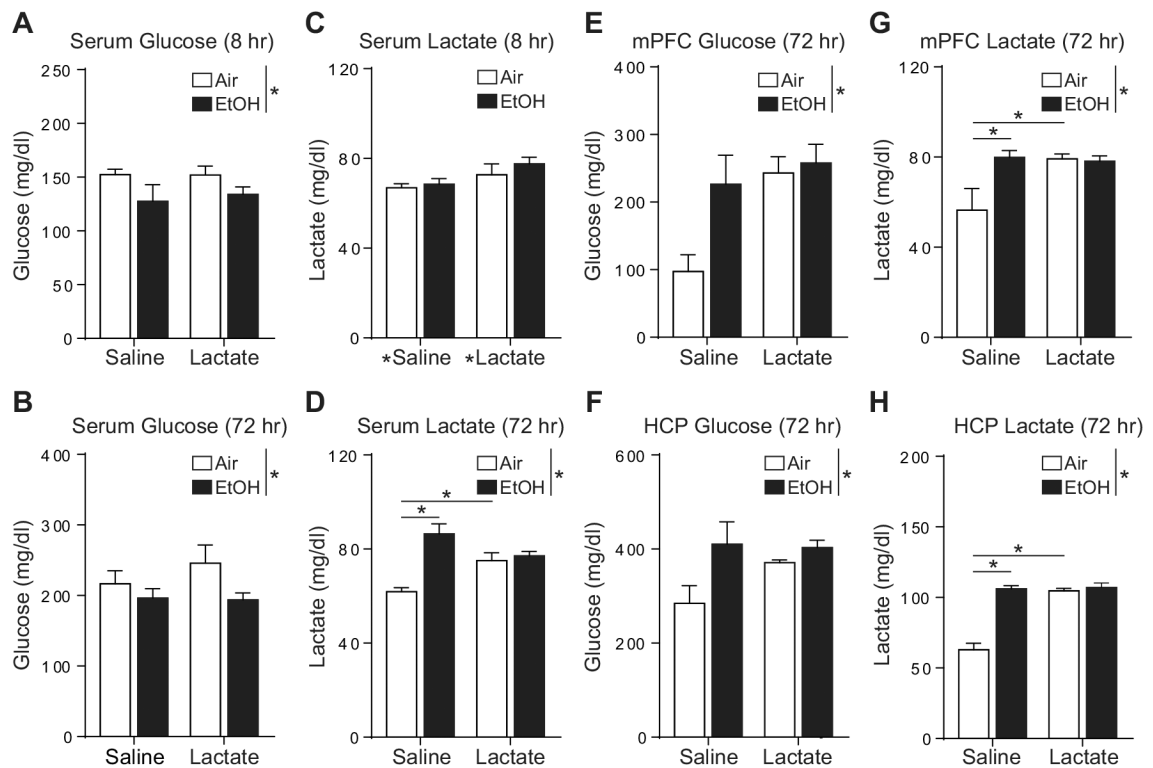 A
Serum Glucose (8 hr)
Glucose (mg/dl)
250
200
150
100
50
0
Air
EtOH
*
Saline Lactate
C
Serum Lactate (8 hr)
Lactate (mg/dl)
120
80
40
0
Air
EtOH
*Saline *Lactate
E
mPFC Glucose (72 hr)
Glucose (mg/dl)
400
300
200
100
0
Air
EtOH
*
Saline Lactate
G
mPFC Lactate (72 hr)
Lactate (mg/dl)
120
80
40
0
Air
EtOH
*
*
*
Saline Lactate
B
Serum Glucose (72 hr)
Glucose (mg/dl)
400
300
200
100
0
Air
EtOH
*
Saline Lactate
D
Serum Lactate (72 hr)
Lactate (mg/dl)
120
80
40
0
Air
EtOH
*
*
*
Saline Lactate
F
HCP Glucose (72 hr)
Glucose (mg/dl)
600
400
200
0
Air
EtOH
*
Saline Lactate
H
HCP Lactate (72 hr)
Lactate (mg/dl)
200
150
100
50
0
Air
EtOH
*
*
*
Saline Lactate